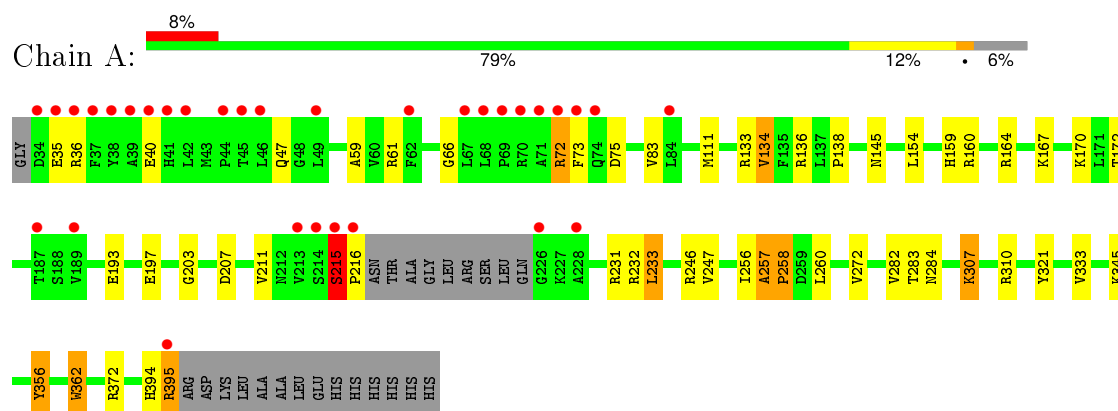 8%
Chain A:
79% 12% • 6%
GLY D34 E35 R36 F37 Y38 A39 E40 H41 L42 M43 P44 T45 L46 Q47 G48 L49 A59 V60 R61 F62 G66 L67 L68 P69 R70 A71 R72 F73 Q74 D75 V83 L84 M111 R133 V134 F135 R136 L137 P138 N145 L154 H159 R160 R164 K167 K170 L171 T172
T187 S188 V189 E193 E197 G203 D207 V211 N212 V213 S214 S215 P216 ASN THR ALA GLY LEU ARG SER LEU GLN G226 K227 A228 R231 R232 L233 R246 V247 I256 A257 P258 D259 L260 V272 V282 T283 N284 K307 R310 Y321 V333 K345
Y356 W362 R372 H394 R395 ARG ASP LYS LEU ALA ALA LEU GLU HIS HIS HIS HIS HIS HIS